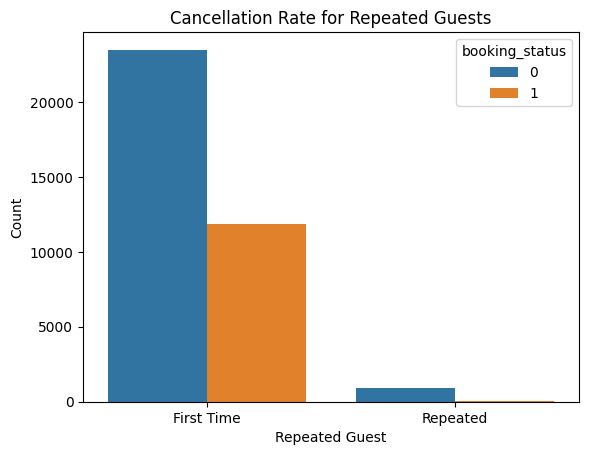 Cancellation Rate for Repeated Guests
booking_status
0
1
Count
20000
15000
10000
5000
0
First Time
Repeated
Repeated Guest